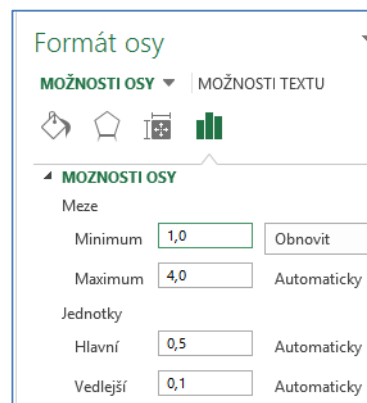 Formát osy
MOŽNOSTI OSY MOŽNOSTI TEXTU
MOZNOSTI OSY
Meze
Minimum 1,0 Obnovit
Maximum 4,0 Automaticky
Jednotky
Hlavní 0,5 Automaticky
Vedlejší 0,1 Automaticky